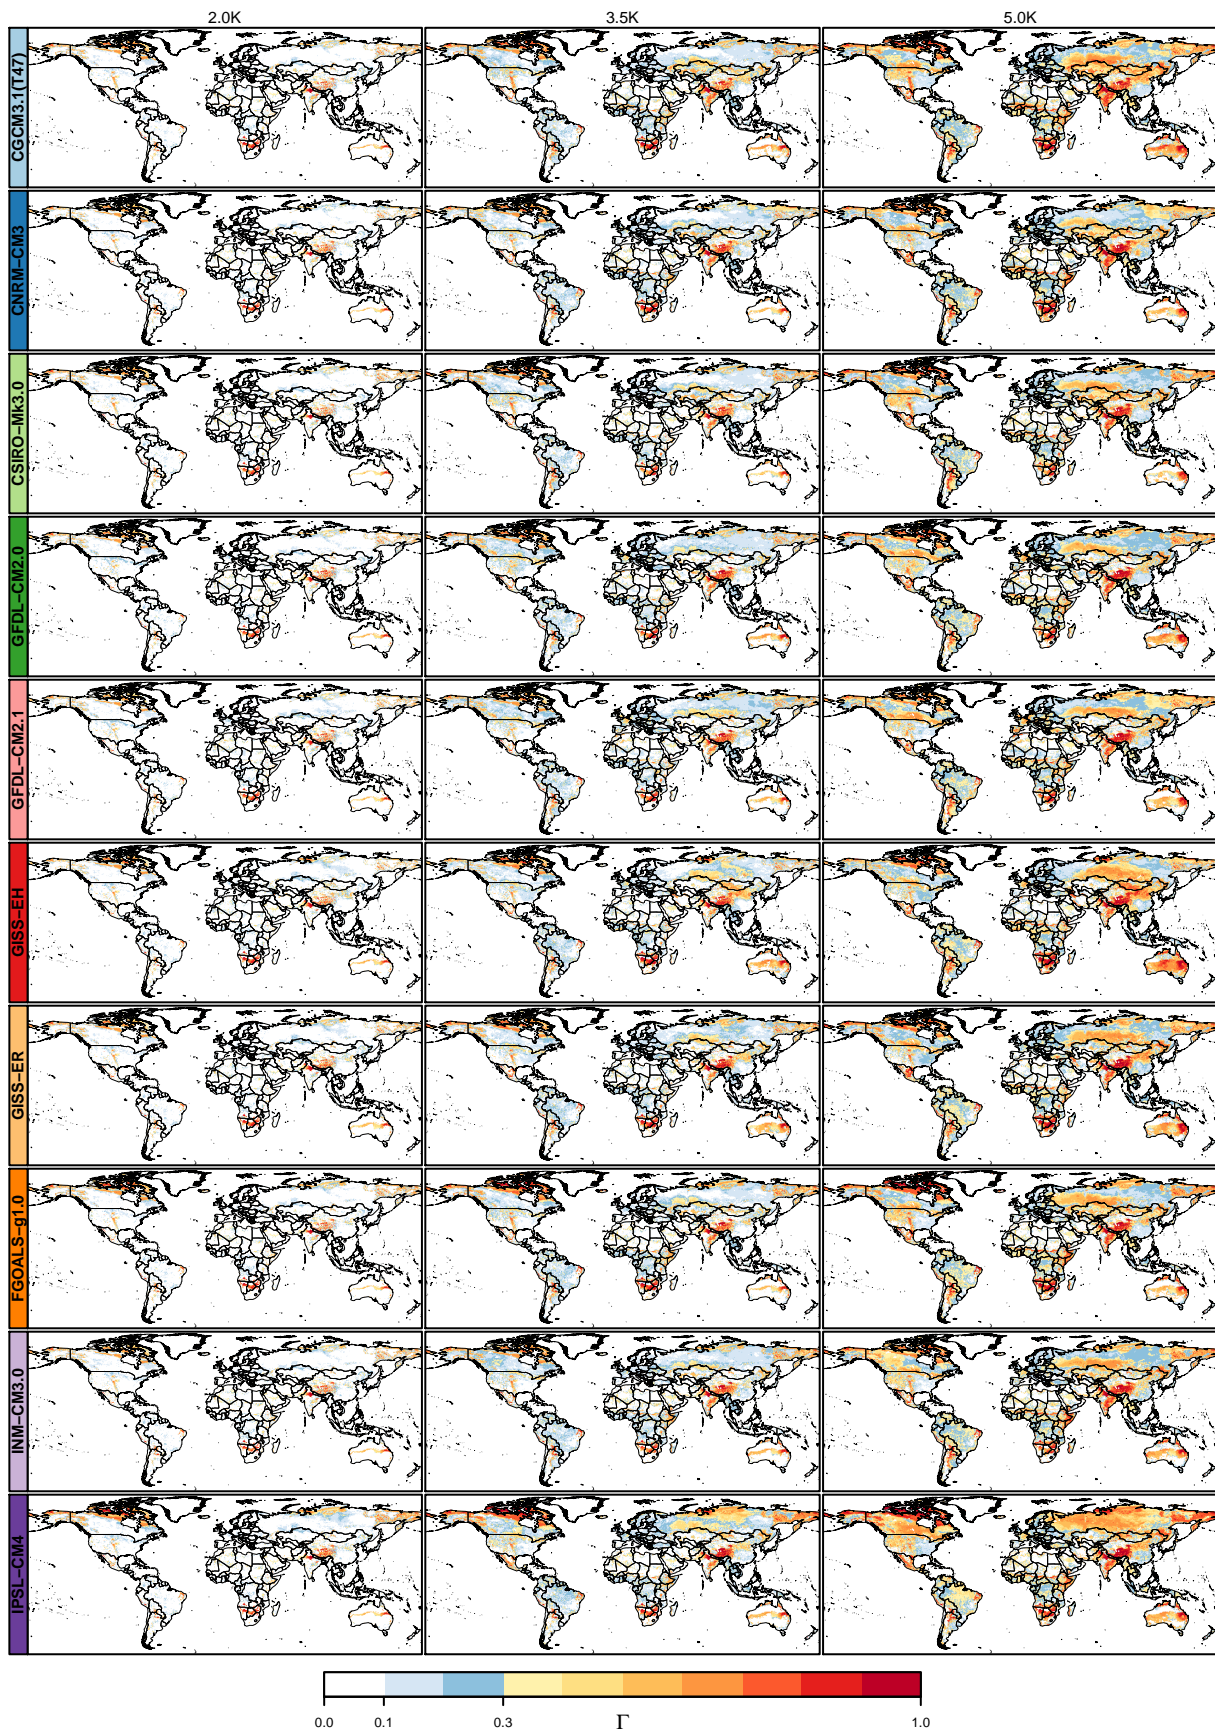 2.0K 3.5K 5.0K
CGCM3.1(T47)
CNRM−CM3
CSIRO−Mk3.0
GFDL−CM2.0
GFDL−CM2.1
GISS−EH
GISS−ER
FGOALS−g1.0
INM−CM3.0
IPSL−CM4
0.0 0.1 0.3 Γ 1.0